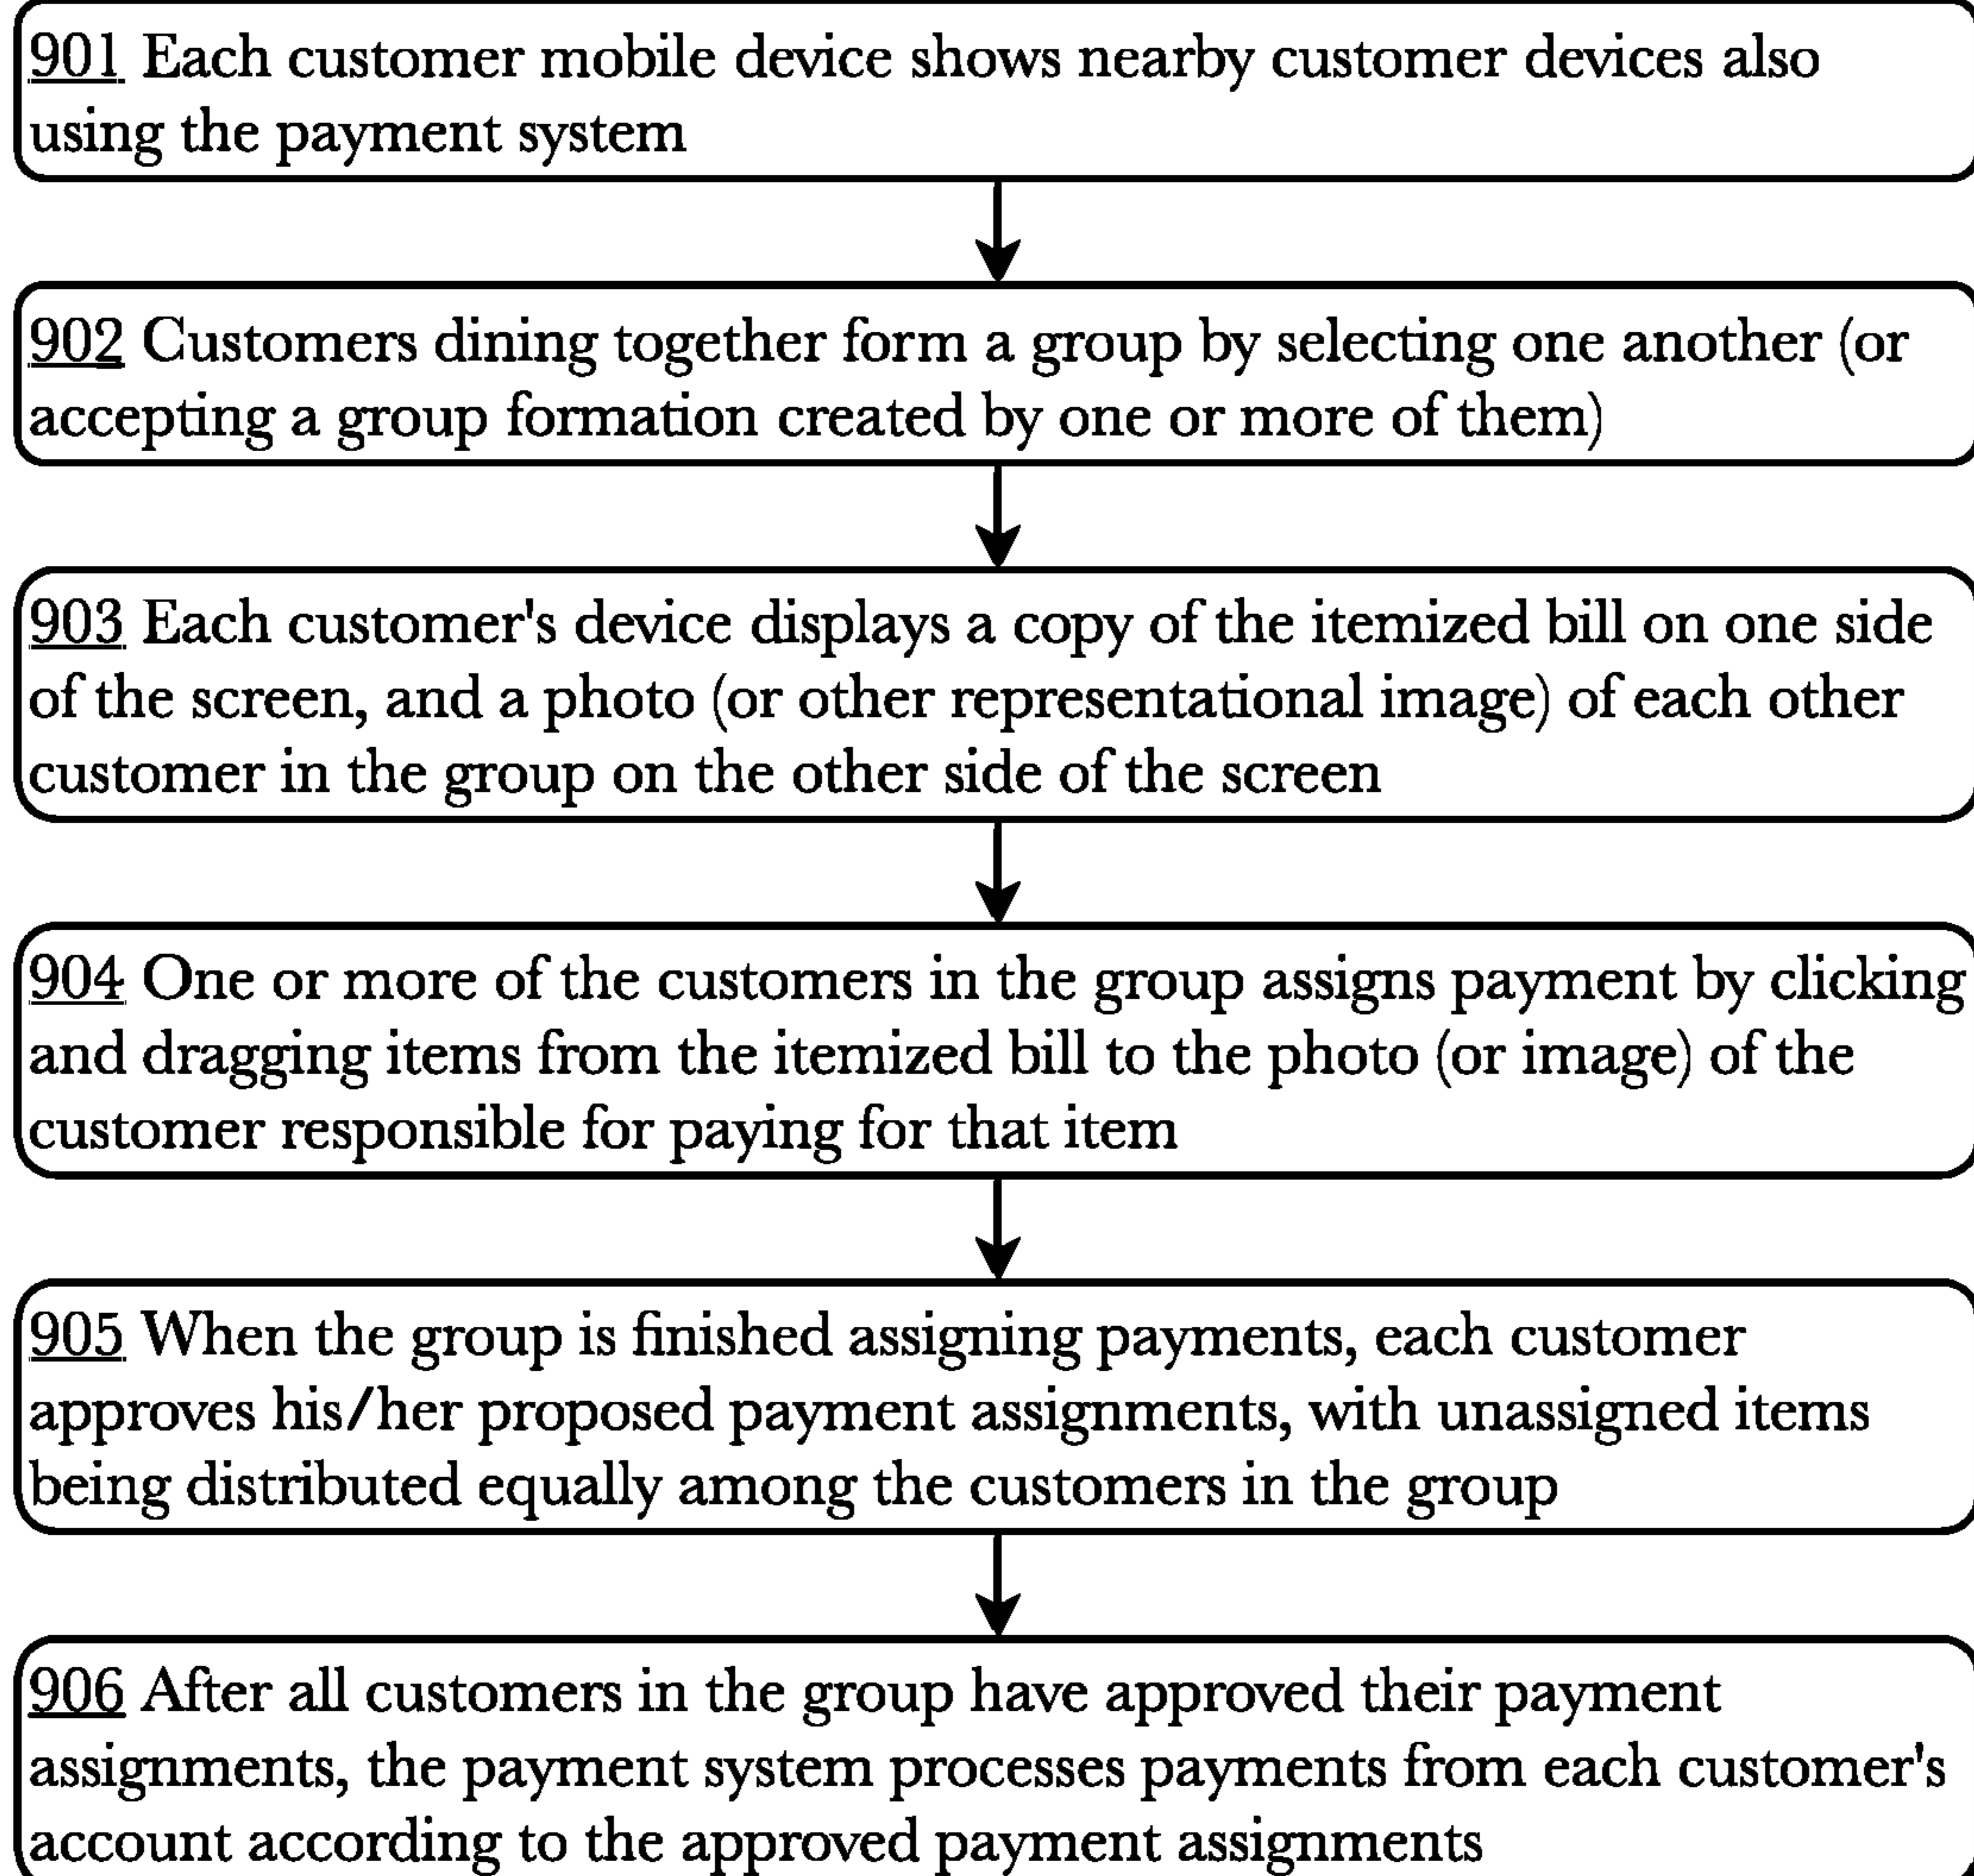 901 Each customer mobile device shows nearby customer devices also
using the payment system
902 Customers dining together form a group by selecting one another (or
accepting a group formation created by one or more of them)
903 Each customer's device displays a copy of the itemized bill on one side
of the screen, and a photo (or other representational image) of each other
customer in the group on the other side of the screen
904 One or more of the customers in the group assigns payment by clicking
and dragging items from the itemized bill to the photo (or image) of the
customer responsible for paying for that item
905 When the group is finished assigning payments, each customer
approves his/her proposed payment assignments, with unassigned items
being distributed equally among the customers in the group
906 After all customers in the group have approved their payment
assignments, the payment system processes payments from each customer's
account according to the approved payment assignments